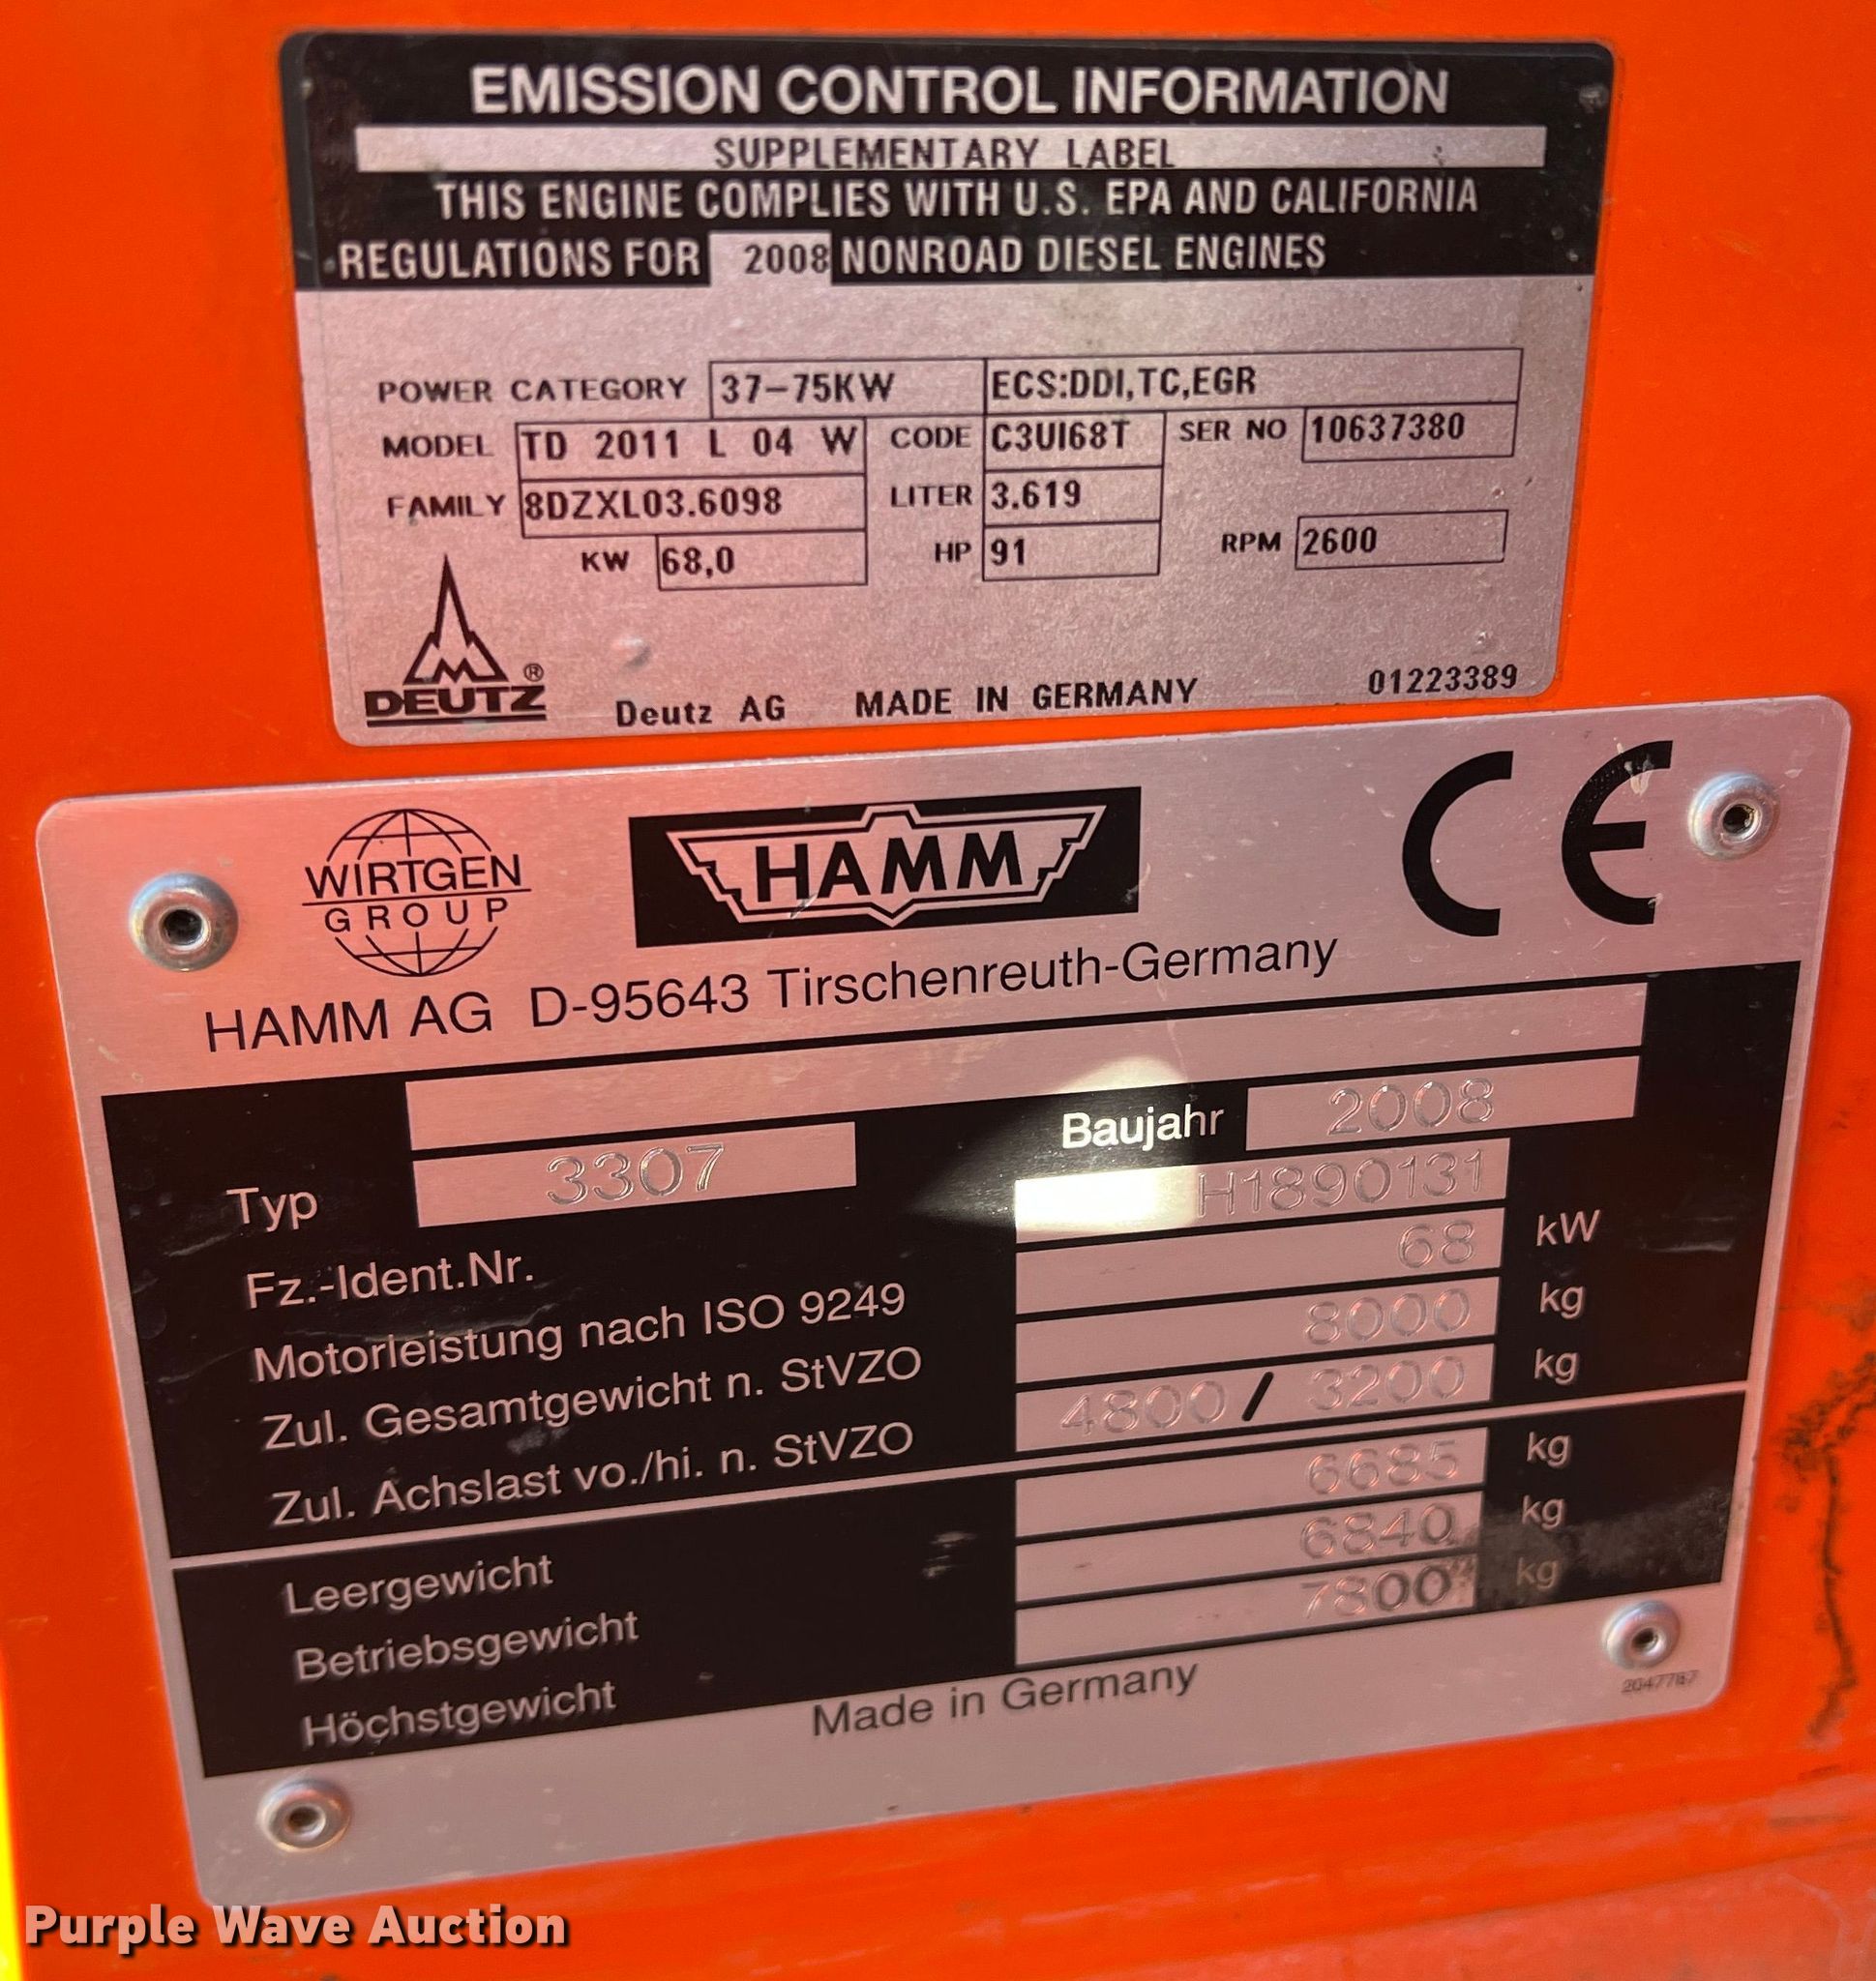 EMISSION CONTROL INFORMATION
SUPPLEMENTARY LABEL
THIS ENGINE COMPLIES WITH U.S. EPA AND CALIFORNIA
REGULATIONS FOR 2008 NONROAD DIESEL ENGINES
POWER CATEGORY 37-75KW ECS:DDI,TC,EGR
MODEL TD 2011 L 04 W CODE C3UI68T SER NO 10637380
FAMILY 8DZXL03.6098 LITER 3.619
KW 68,0 HP 91 RPM 2600
DEUTZ® Deutz AG MADE IN GERMANY 01223389
WIRTGEN
GROUP
HAMM
CE
HAMM AG D-95643 Tirschenreuth-Germany
Baujahr 2008
Typ 3307
Fz.-Ident.Nr. H1890131
Motorleistung nach ISO 9249 68 kW
Zul. Gesamtgewicht n. StVZO 8000 kg
Zul. Achslast vo./hi. n. StVZO 4800 / 3200 kg
Leergewicht 6685 kg
Betriebsgewicht 6840 kg
Höchstgewicht 7800 kg
Made in Germany
2047787
Purple Wave Auction